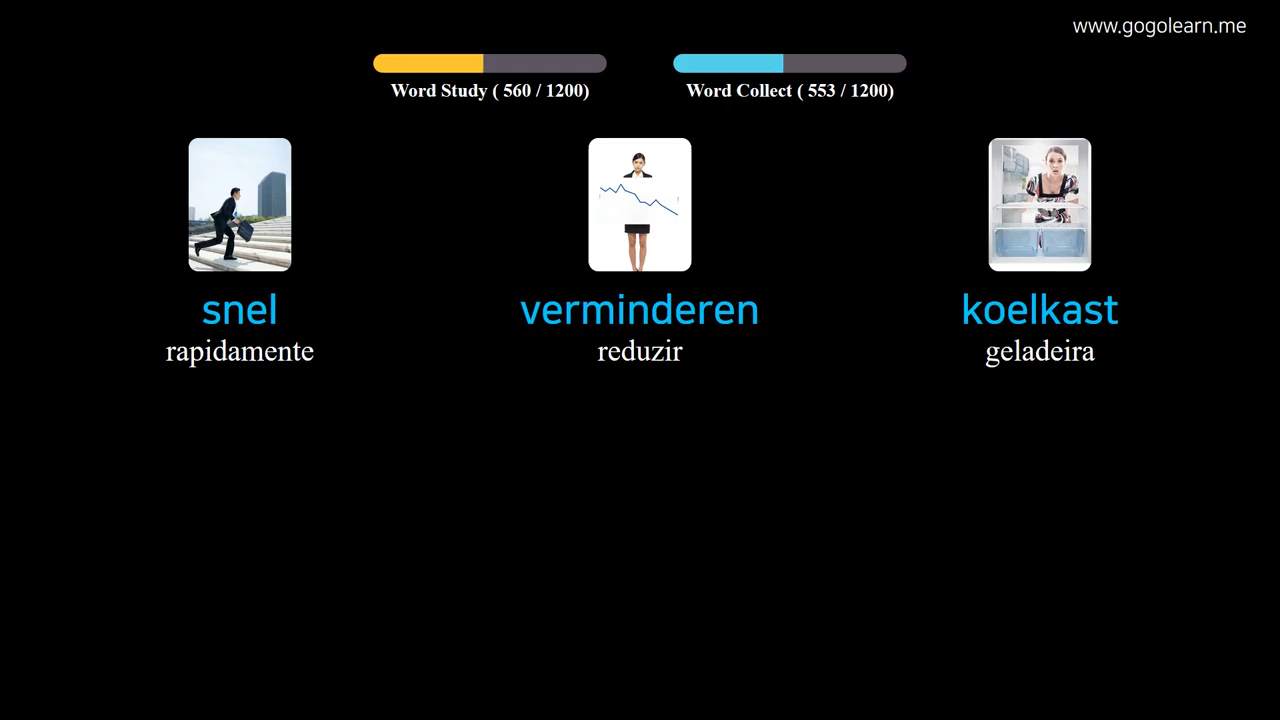 www.gogolearn.me
Word Study ( 560 / 1200)
Word Collect ( 553 / 1200)
snel
rapidamente
verminderen
reduzir
koelkast
geladeira